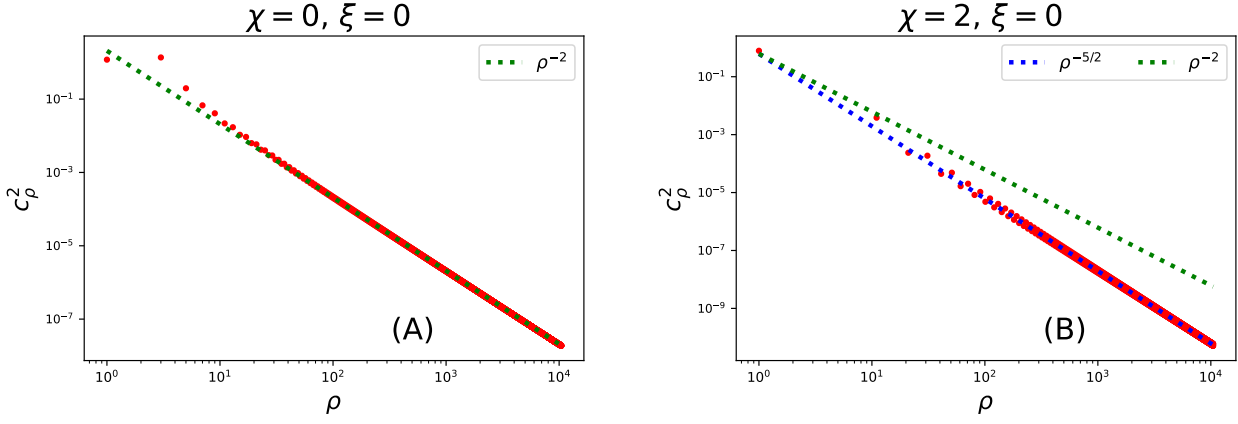 χ = 0, ξ = 0
ρ⁻²
10⁻¹
10⁻³
10⁻⁵
10⁻⁷
c²ᵨ
(A)
10⁰ 10¹ 10² 10³ 10⁴
ρ
χ = 2, ξ = 0
ρ⁻⁵ᐟ² ρ⁻²
10⁻¹
10⁻³
10⁻⁵
10⁻⁷
10⁻⁹
c²ᵨ
(B)
10⁰ 10¹ 10² 10³ 10⁴
ρ